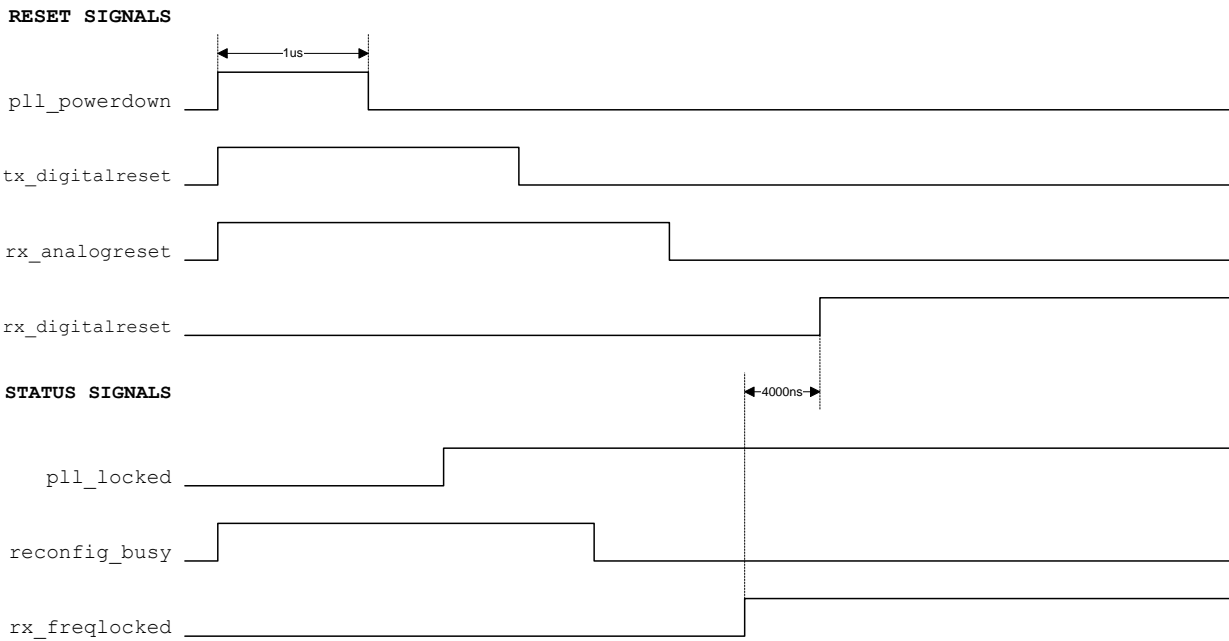 RESET SIGNALS
1us
pll_powerdown
tx_digitalreset
rx_analogreset
rx_digitalreset
STATUS SIGNALS
4000ns
pll_locked
reconfig_busy
rx_freqlocked